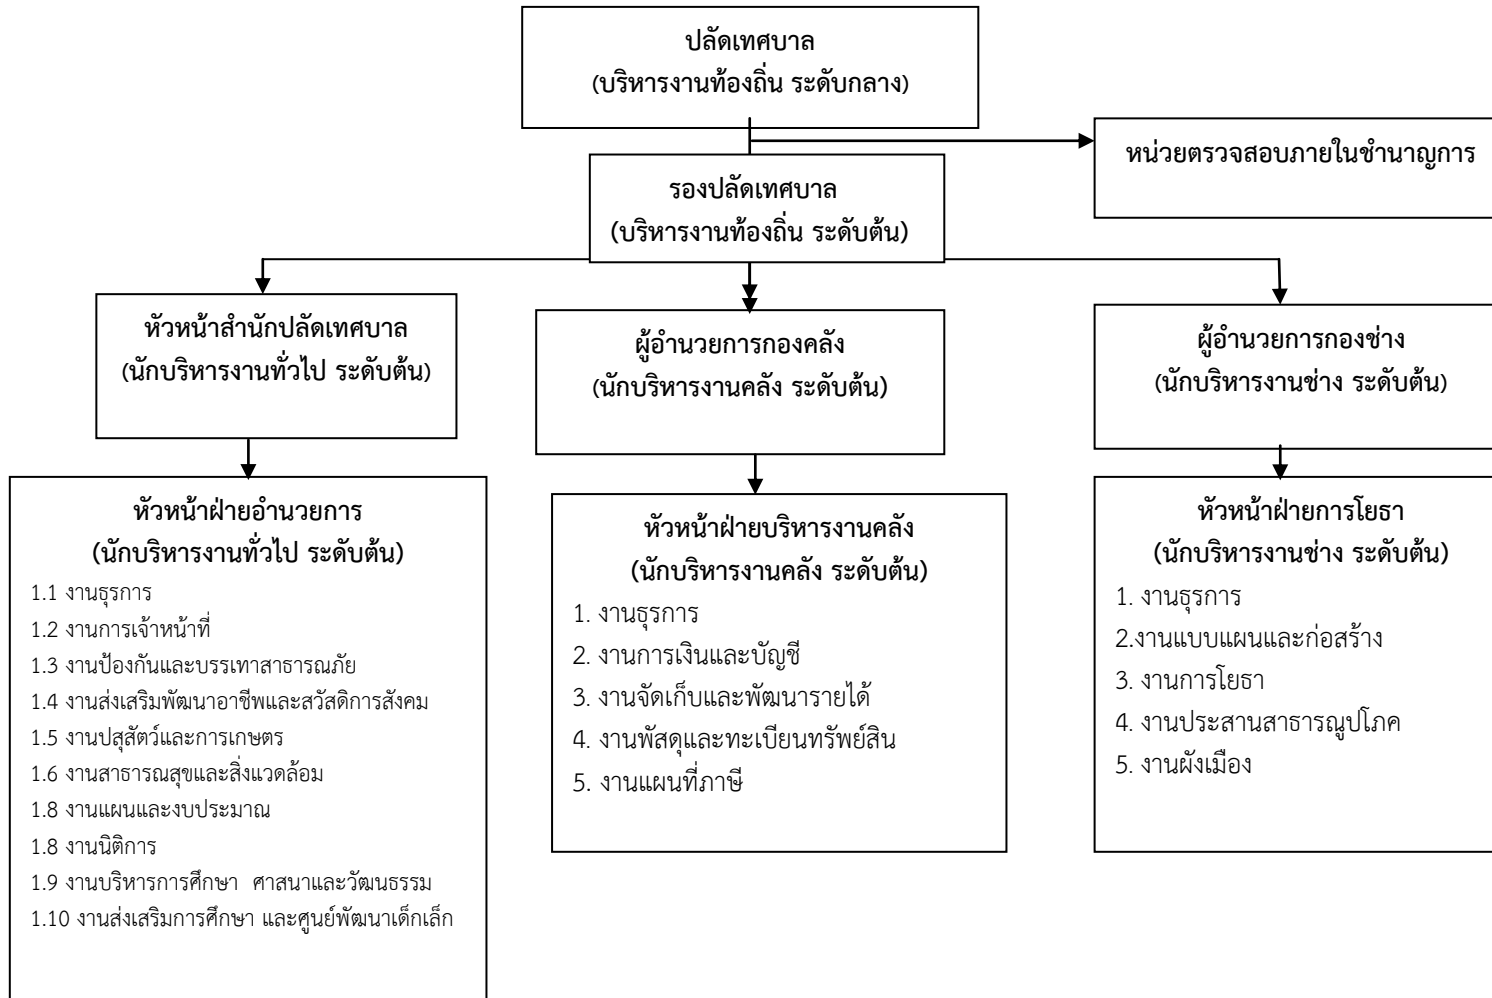 ปลัดเทศบาล
(บริหารงานท้องถิ่น ระดับกลาง)
หน่วยตรวจสอบภายในชำนาญการ
รองปลัดเทศบาล
(บริหารงานท้องถิ่น ระดับต้น)
หัวหน้าสำนักปลัดเทศบาล
(นักบริหารงานทั่วไป ระดับต้น)
ผู้อำนวยการกองคลัง
(นักบริหารงานคลัง ระดับต้น)
ผู้อำนวยการกองช่าง
(นักบริหารงานช่าง ระดับต้น)
หัวหน้าฝ่ายอำนวยการ
(นักบริหารงานทั่วไป ระดับต้น)
1.1 งานธุรการ
1.2 งานการเจ้าหน้าที่
1.3 งานป้องกันและบรรเทาสาธารณภัย
1.4 งานส่งเสริมพัฒนาอาชีพและสวัสดิการสังคม
1.5 งานปสุสัตว์และการเกษตร
1.6 งานสาธารณสุขและสิ่งแวดล้อม
1.8 งานแผนและงบประมาณ
1.8 งานนิติการ
1.9 งานบริหารการศึกษา  ศาสนาและวัฒนธรรม
1.10 งานส่งเสริมการศึกษา และศูนย์พัฒนาเด็กเล็ก
หัวหน้าฝ่ายบริหารงานคลัง
(นักบริหารงานคลัง ระดับต้น)
1. งานธุรการ
2. งานการเงินและบัญชี
3. งานจัดเก็บและพัฒนารายได้
4. งานพัสดุและทะเบียนทรัพย์สิน
5. งานแผนที่ภาษี
หัวหน้าฝ่ายการโยธา
(นักบริหารงานช่าง ระดับต้น)
1. งานธุรการ
2.งานแบบแผนและก่อสร้าง
3. งานการโยธา
4. งานประสานสาธารณูปโภค
5. งานผังเมือง